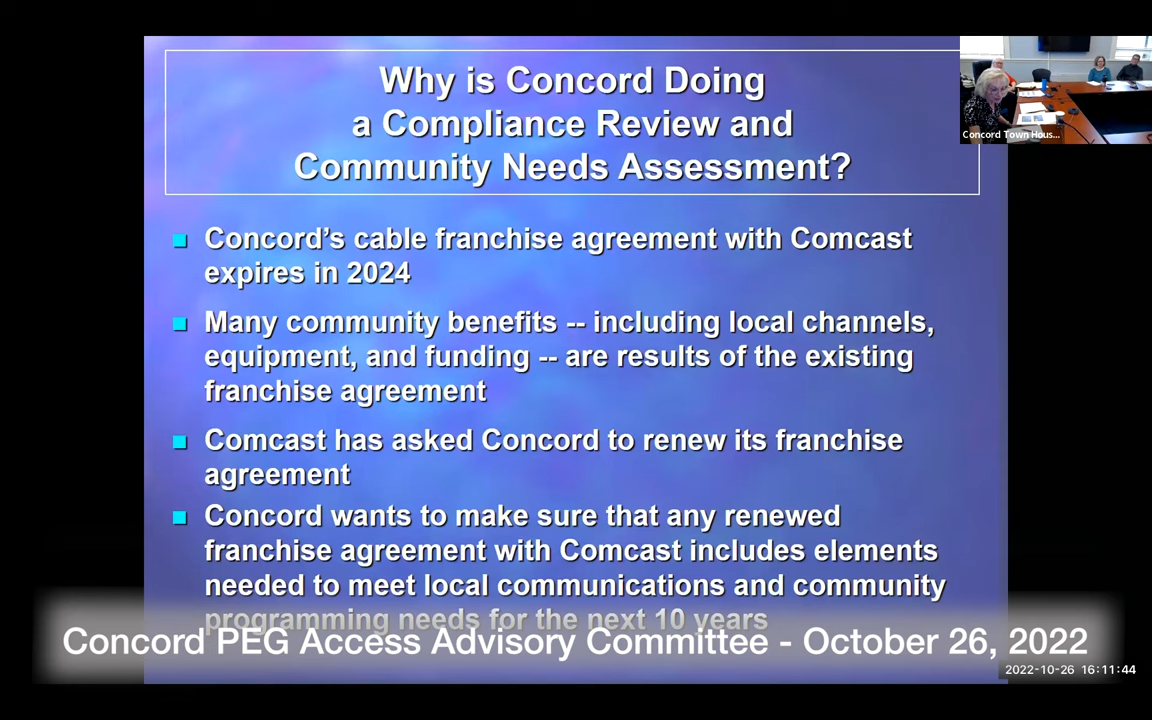 Why is Concord Doing
a Compliance Review and
Community Needs Assessment?
Concord Town Hous...
Concord’s cable franchise agreement with Comcast
expires in 2024
Many community benefits -- including local channels,
equipment, and funding -- are results of the existing
franchise agreement
Comcast has asked Concord to renew its franchise
agreement
Concord wants to make sure that any renewed
franchise agreement with Comcast includes elements
needed to meet local communications and community
programming needs for the next 10 years
Concord PEG Access Advisory Committee - October 26, 2022
2022-10-26 16:11:44